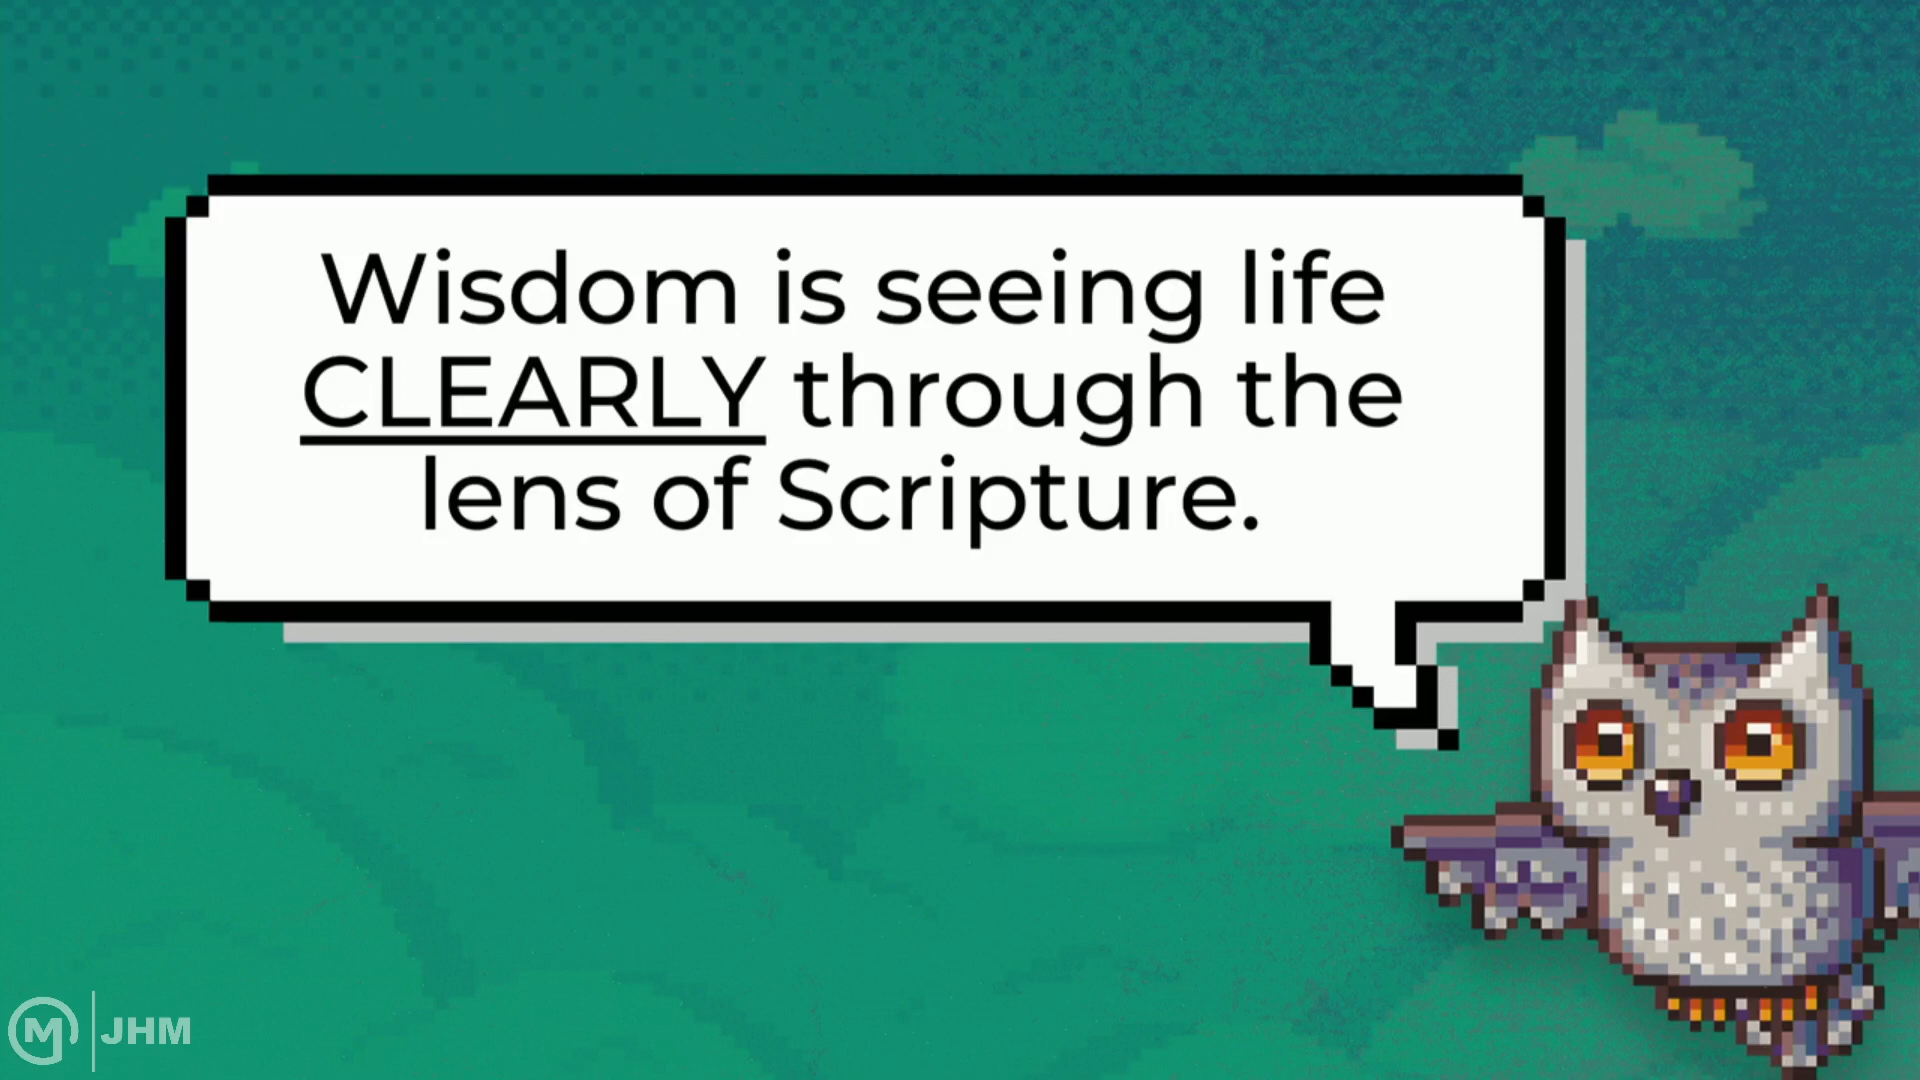 Wisdom is seeing life
CLEARLY through the
lens of Scripture.
M JHM